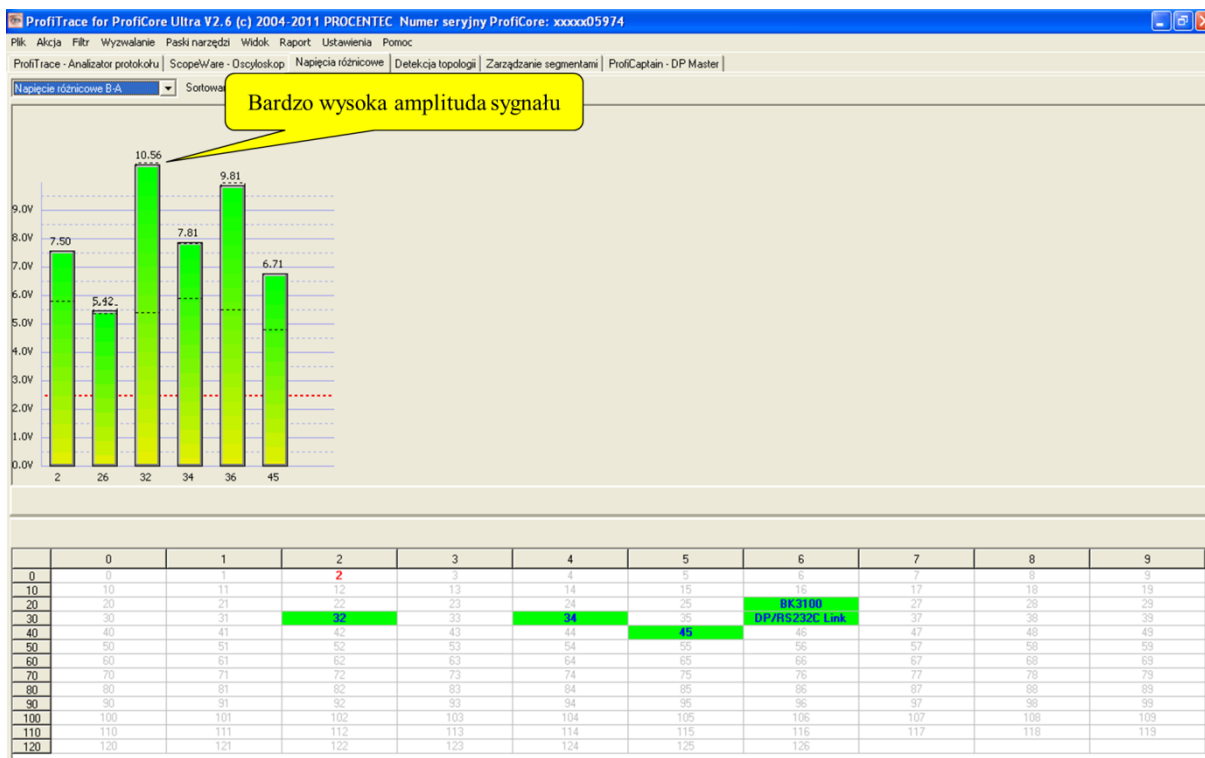 ProfiTrace for ProfiCore Ultra V2.6 (c) 2004-2011 PROCENTEC Numer seryjny ProfiCore: xxxxx05974
Plik Akcja Filtr Wyzwalanie Paski narzędzi Widok Raport Ustawienia Pomoc
ProfiTrace - Analizator protokołu ScopeWare - Oscyloskop Napięcia różnicowe Detekcja topologii Zarządzanie segmentami ProfiCaptain - DP Master
Napięcie różnicowe B-A Sortowan
Bardzo wysoka amplituda sygnału
10.56
9.81
9.0V
8.0V 7.50 7.81
7.0V 6.71
6.0V 5.42
5.0V
4.0V
3.0V
2.0V
1.0V
0.0V
2 26 32 34 36 45
0 1 2 3 4 5 6 7 8 9
0 0 1 2 3 4 5 6 7 8 9
10 10 11 12 13 14 15 16 17 18 19
20 20 21 22 23 24 25 BK3100 27 28 29
30 30 31 32 33 34 35 DP/RS232C Link 37 38 39
40 40 41 42 43 44 45 46 47 48 49
50 50 51 52 53 54 55 56 57 58 59
60 60 61 62 63 64 65 66 67 68 69
70 70 71 72 73 74 75 76 77 78 79
80 80 81 82 83 84 85 86 87 88 89
90 90 91 92 93 94 95 96 97 98 99
100 100 101 102 103 104 105 106 107 108 109
110 110 111 112 113 114 115 116 117 118 119
120 120 121 122 123 124 125 126